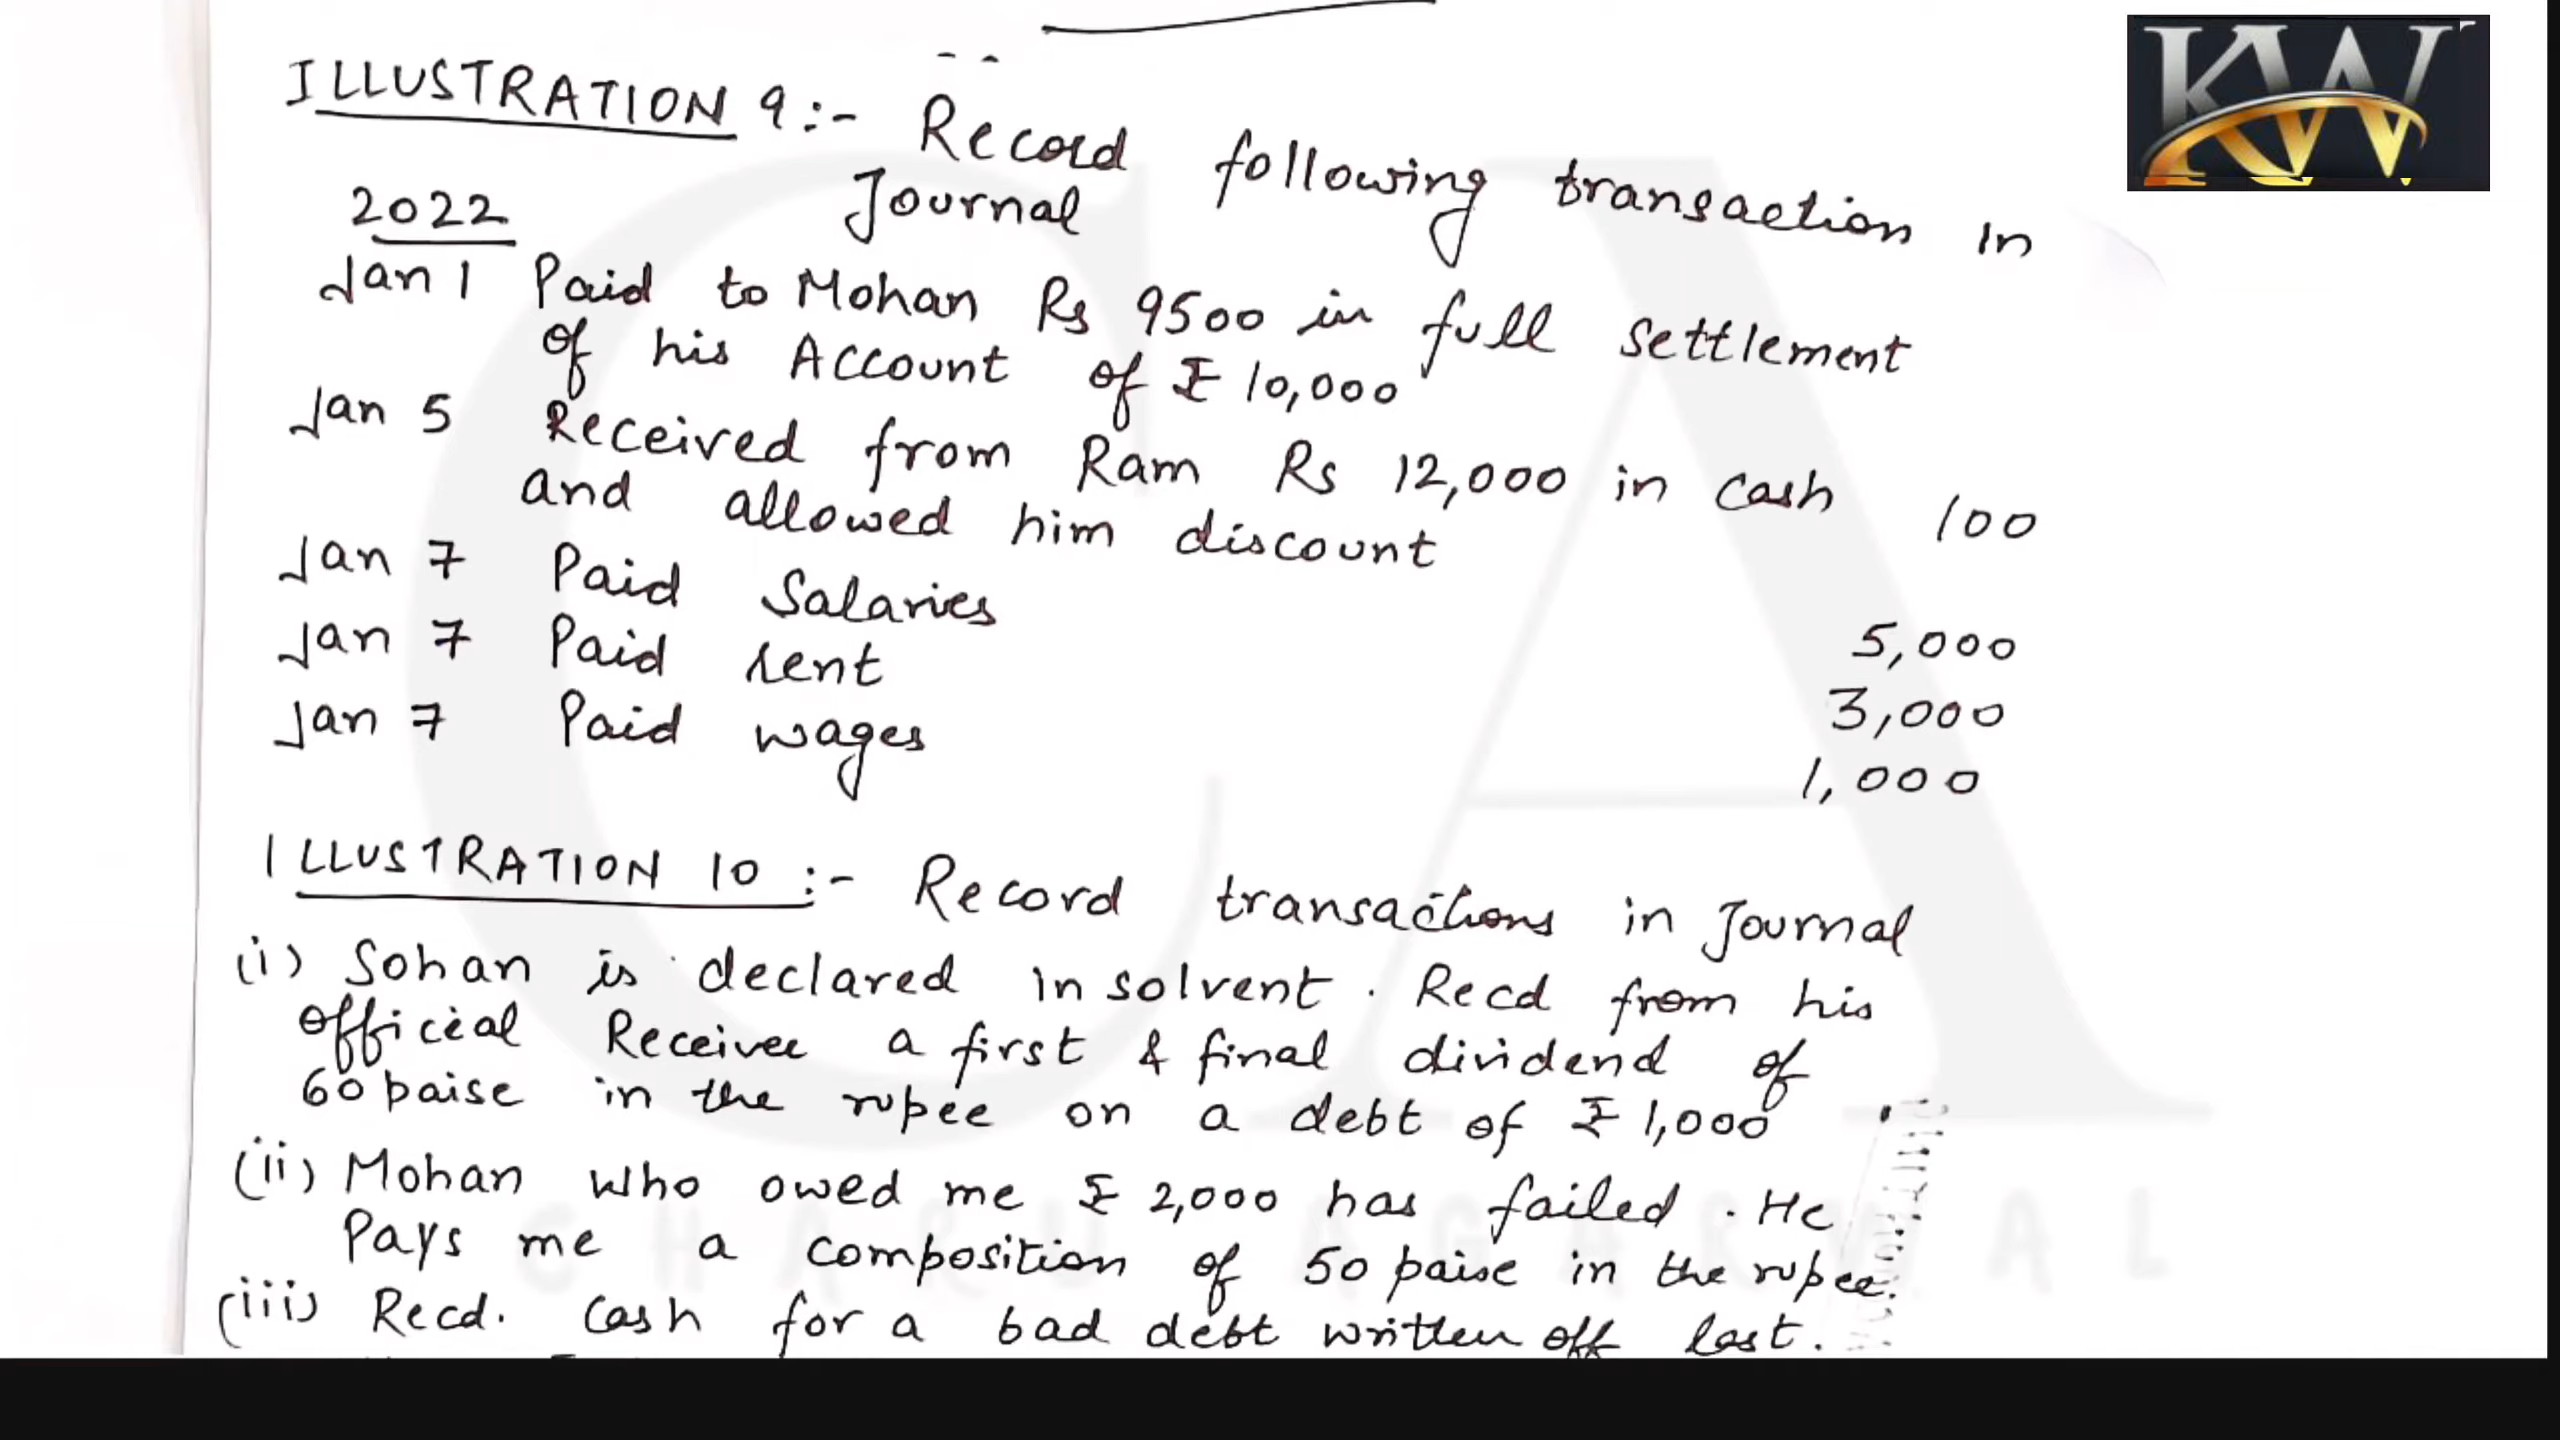 ILLUSTRATION 9:- Record following transaction in
Journal
KW
2022
Jan 1 Paid to Mohan Rs 9500 in full settlement
of his Account of ₹ 10,000
Jan 5 Received from Ram Rs 12,000 in cash
and allowed him discount 100
Jan 7 Paid Salaries 5,000
Jan 7 Paid rent 3,000
Jan 7 Paid wages 1,000
ILLUSTRATION 10 :- Record transactions in Journal
(i) Sohan is declared insolvent. Recd from his
official Receiver a first & final dividend of
60 paise in the rupee on a debt of ₹ 1,000
(ii) Mohan who owed me ₹ 2,000 has failed. He
Pays me a composition of 50 paise in the rupee.
(iii) Recd. cash for a bad debt written off last.
CA
CHARU AGARWAL